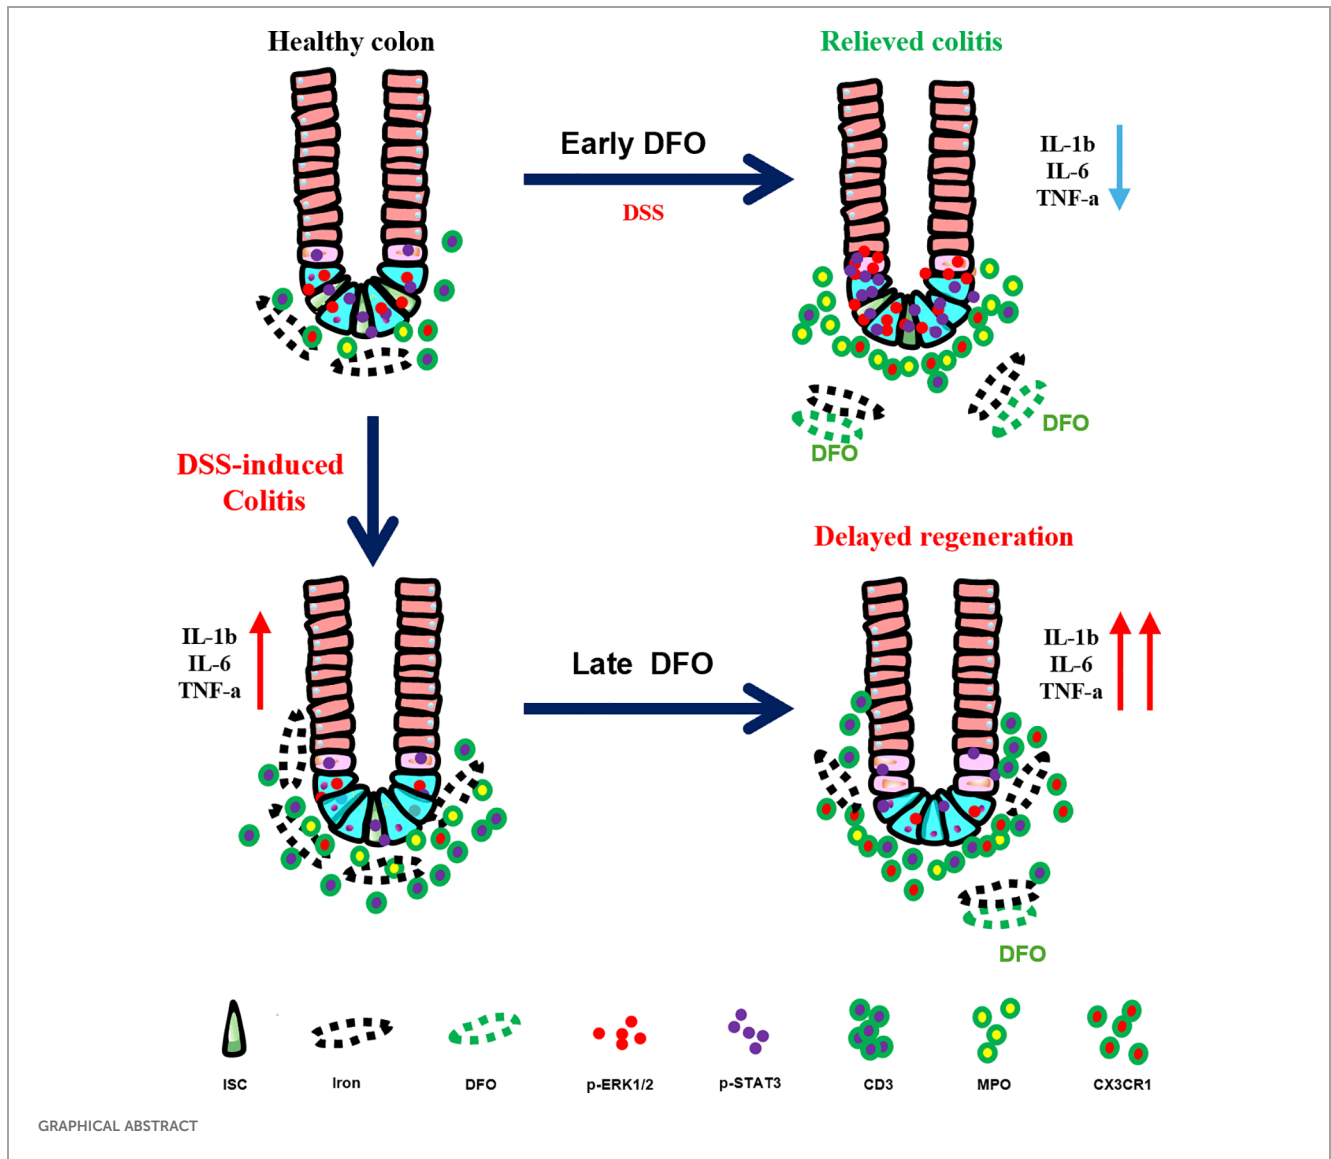 Healthy colon
Relieved colitis
Early DFO
DSS
IL-1b
IL-6
TNF-a
DFO
DFO
DSS-induced
Colitis
Delayed regeneration
IL-1b
IL-6
TNF-a
Late DFO
IL-1b
IL-6
TNF-a
DFO
ISC
Iron
DFO
p-ERK1/2
p-STAT3
CD3
MPO
CX3CR1
GRAPHICAL ABSTRACT